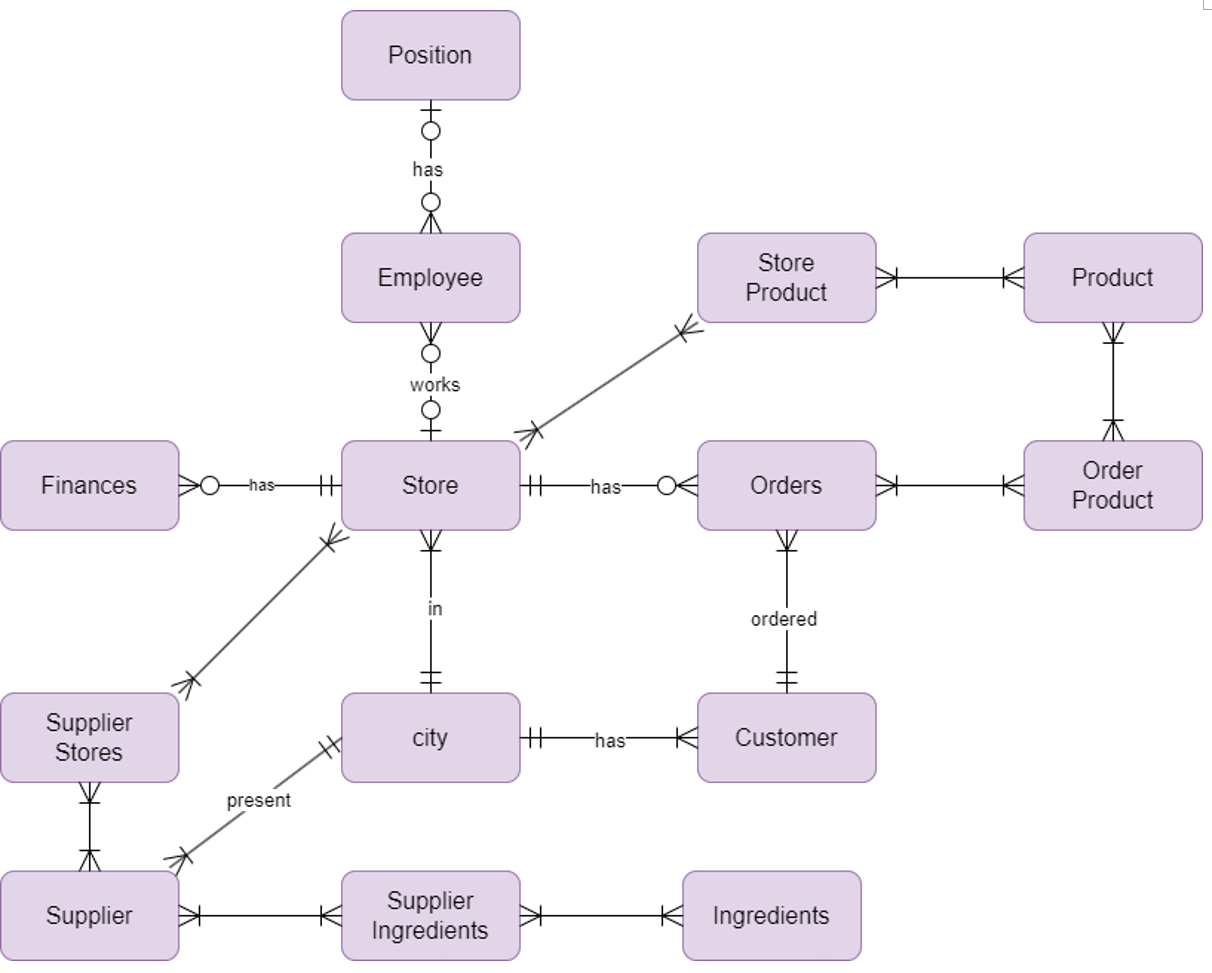 Position
has
Employee
Store
Product
Product
works
Finances
has
Store
has
Orders
Order
Product
in
ordered
Supplier
Stores
city
has
Customer
present
Supplier
Supplier
Ingredients
Ingredients